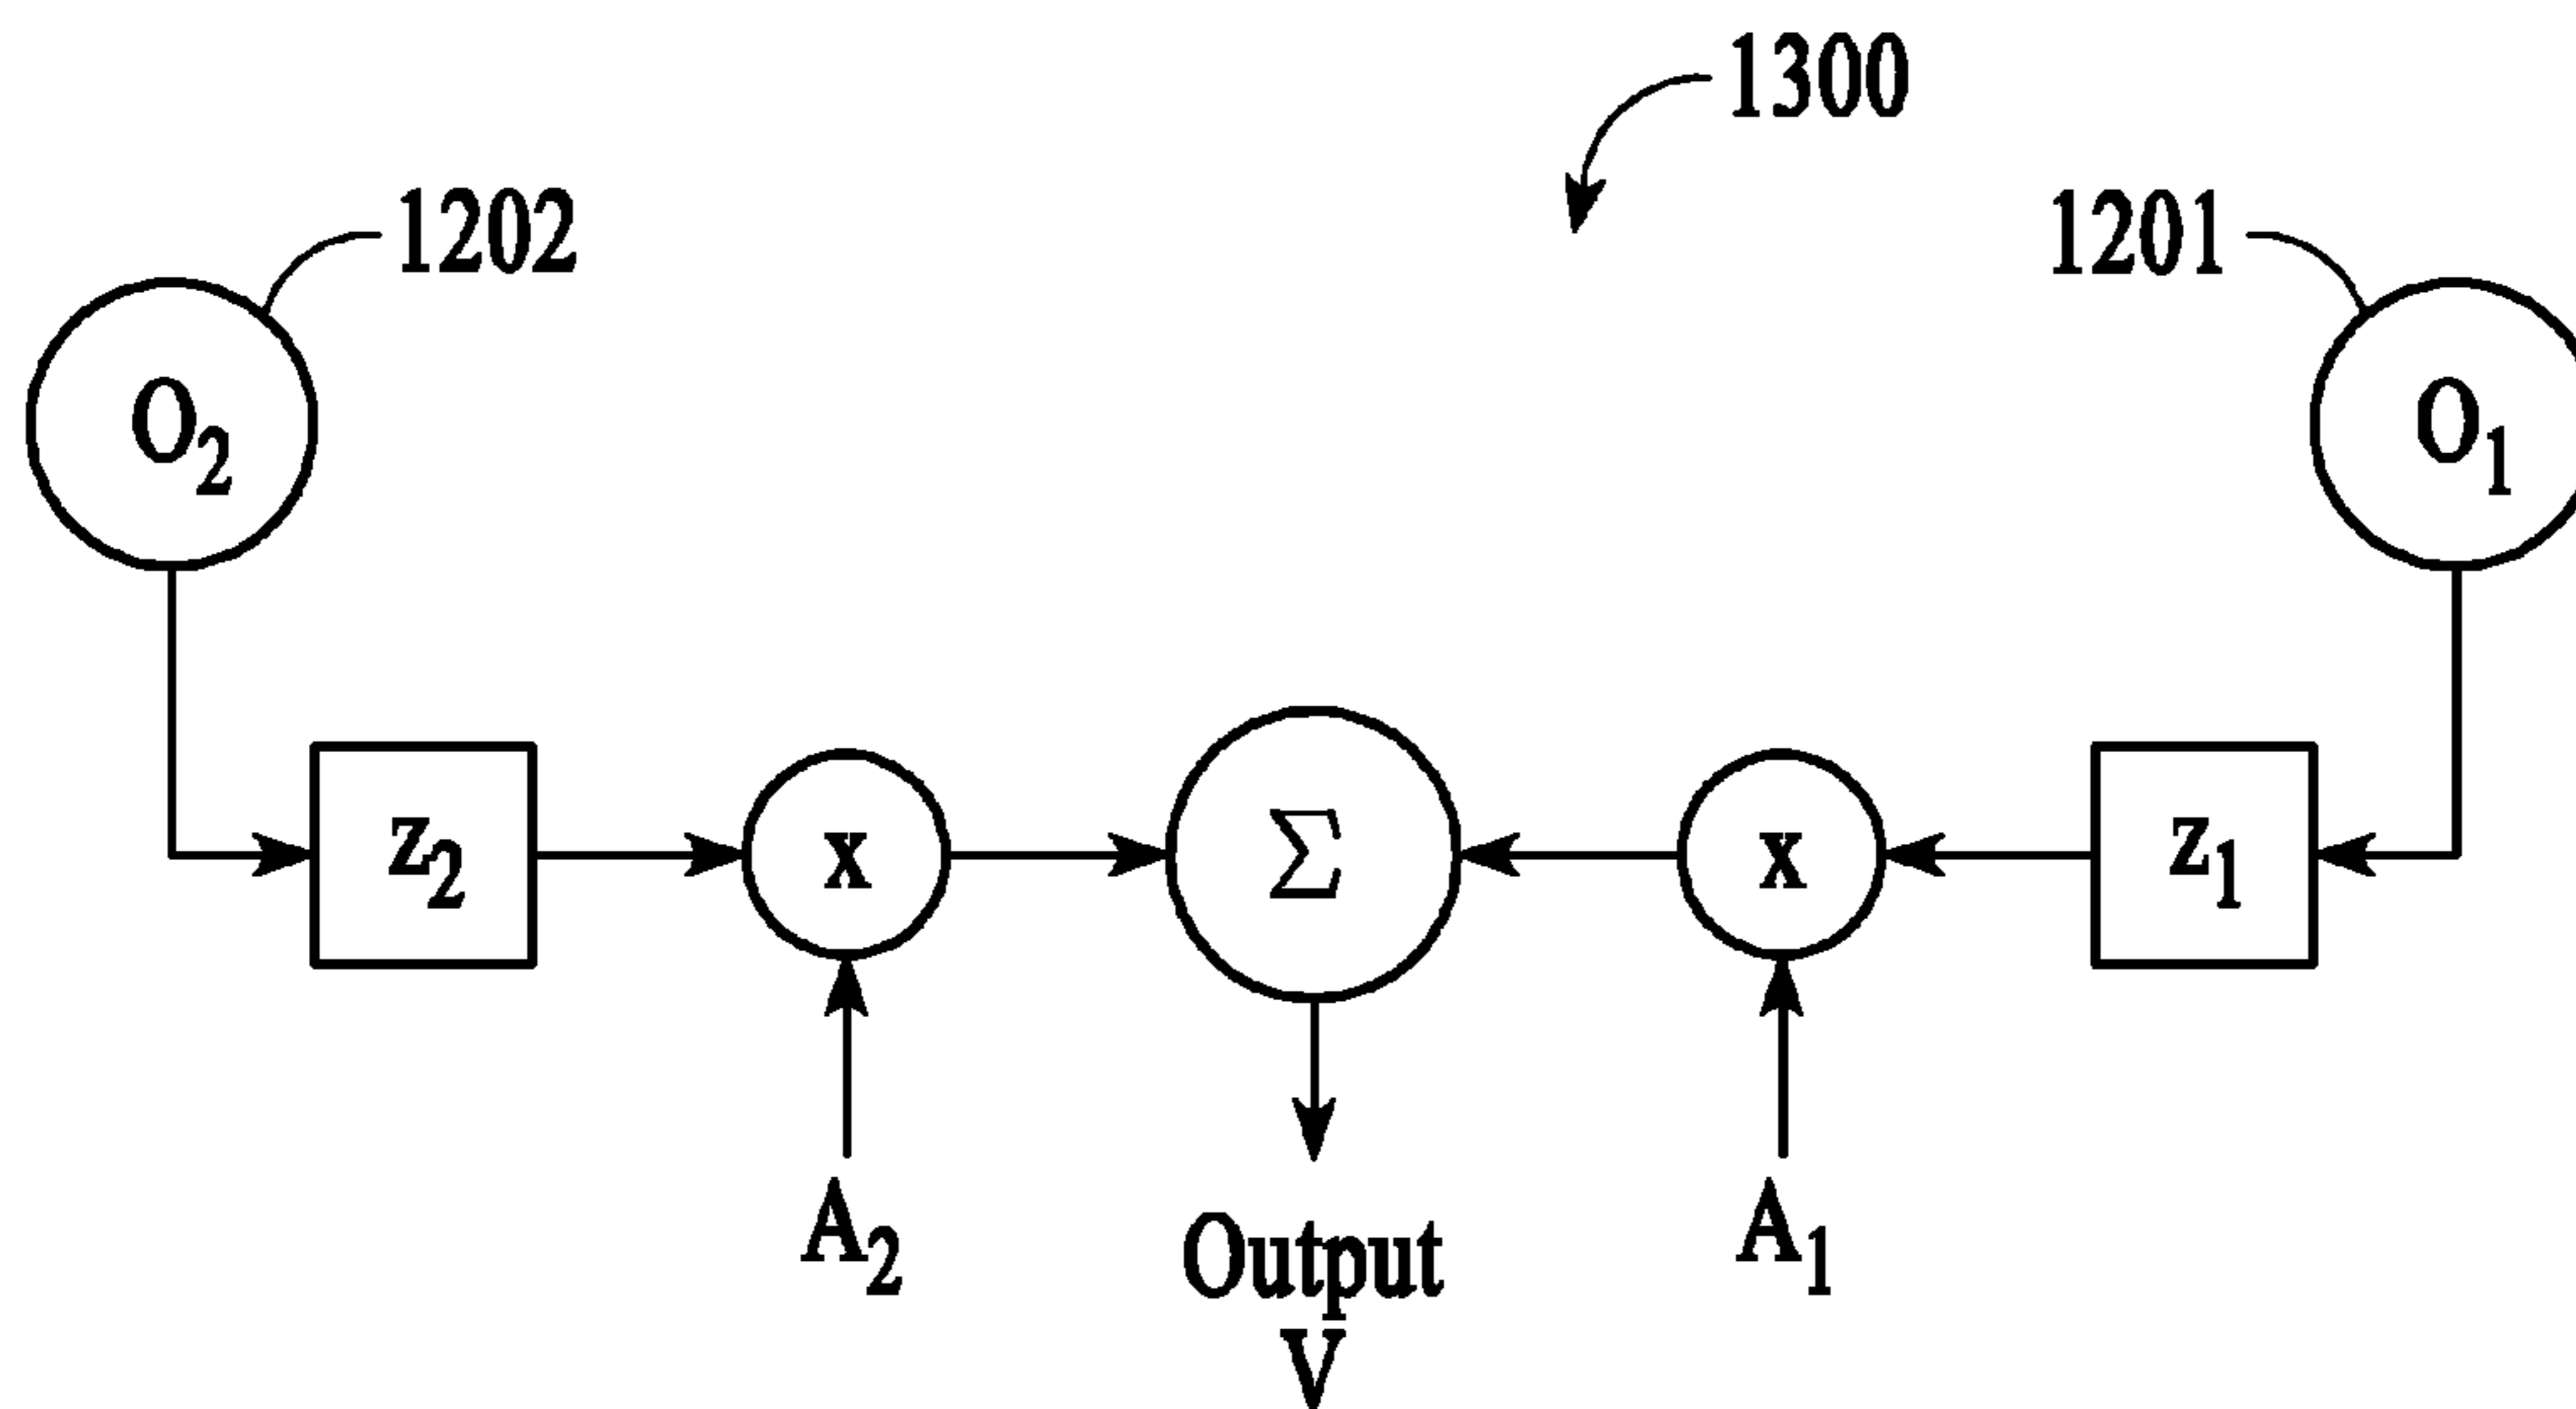 1300
1202
1201
O₂
O₁
z₂
x
Σ
x
z₁
A₂
Output
V
A₁